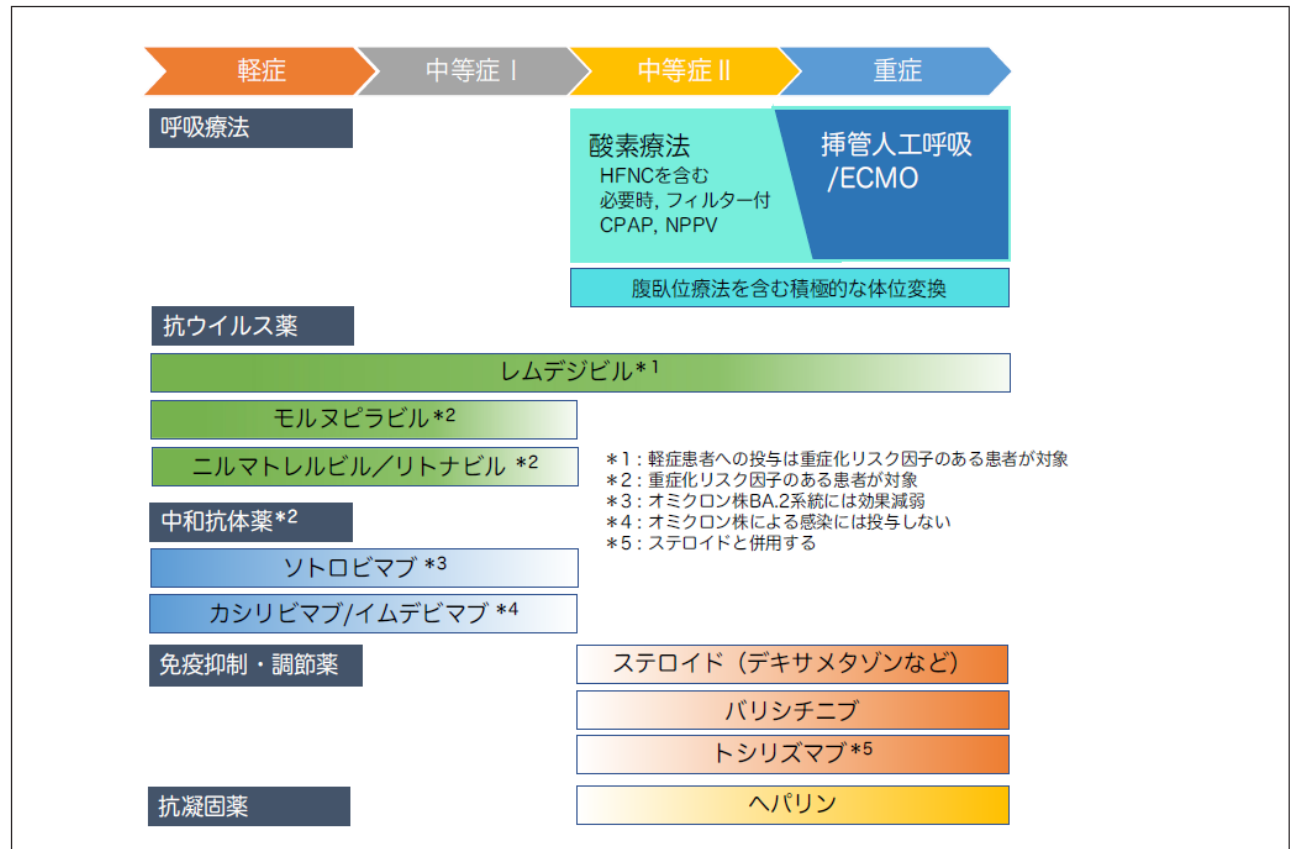 軽症
中等症Ⅰ
中等症Ⅱ
重症
呼吸療法
酸素療法
HFNCを含む
必要時, フィルター付
CPAP, NPPV
挿管人工呼吸
/ECMO
腹臥位療法を含む積極的な体位変換
抗ウイルス薬
レムデジビル*1
モルヌピラビル*2
ニルマトレルビル／リトナビル *2
*1：軽症患者への投与は重症化リスク因子のある患者が対象
*2：重症化リスク因子のある患者が対象
*3：オミクロン株BA.2系統には効果減弱
*4：オミクロン株による感染には投与しない
*5：ステロイドと併用する
中和抗体薬*2
ソトロビマブ *3
カシリビマブ/イムデビマブ *4
免疫抑制・調節薬
ステロイド（デキサメタゾンなど）
バリシチニブ
トシリズマブ*5
抗凝固薬
ヘパリン